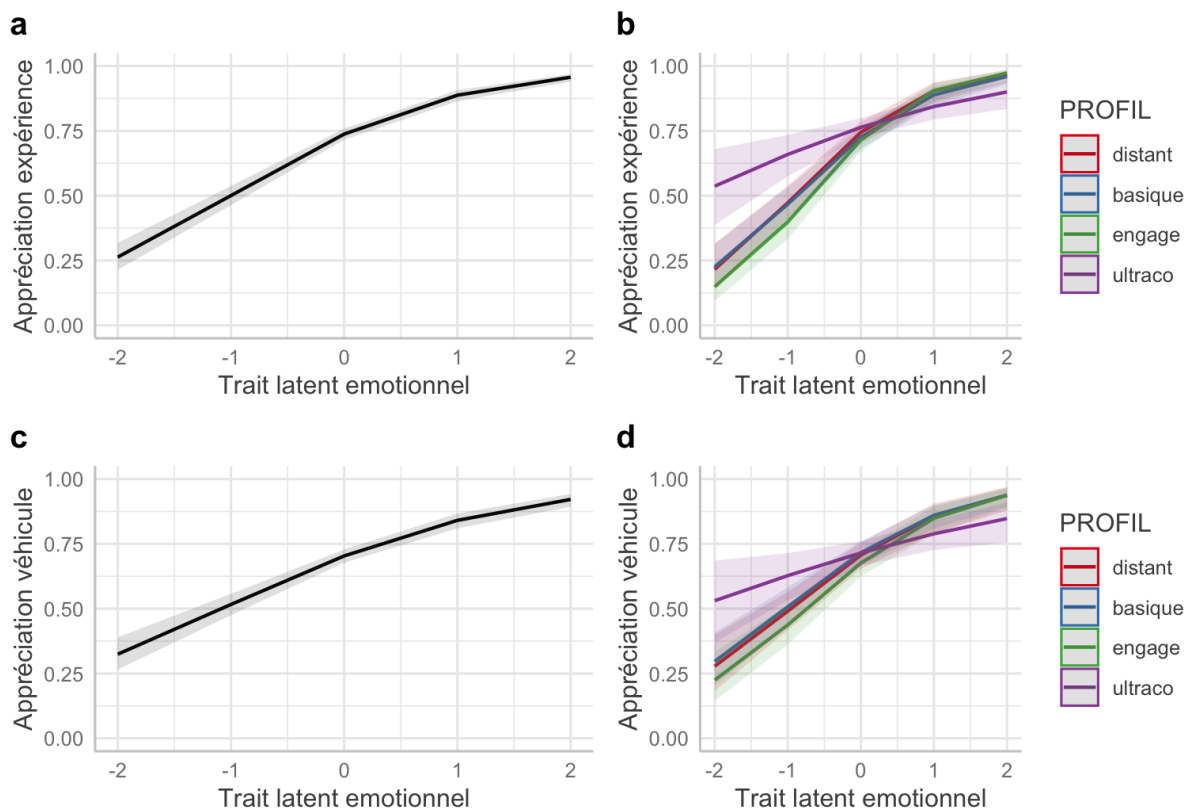 a
Appréciation expérience
1.00
0.75
0.50
0.25
0.00
-2 -1 0 1 2
Trait latent emotionnel
b
Appréciation expérience
1.00
0.75
0.50
0.25
0.00
-2 -1 0 1 2
Trait latent emotionnel
PROFIL
distant
basique
engage
ultraco
c
Appréciation véhicule
1.00
0.75
0.50
0.25
0.00
-2 -1 0 1 2
Trait latent emotionnel
d
Appréciation véhicule
1.00
0.75
0.50
0.25
0.00
-2 -1 0 1 2
Trait latent emotionnel
PROFIL
distant
basique
engage
ultraco